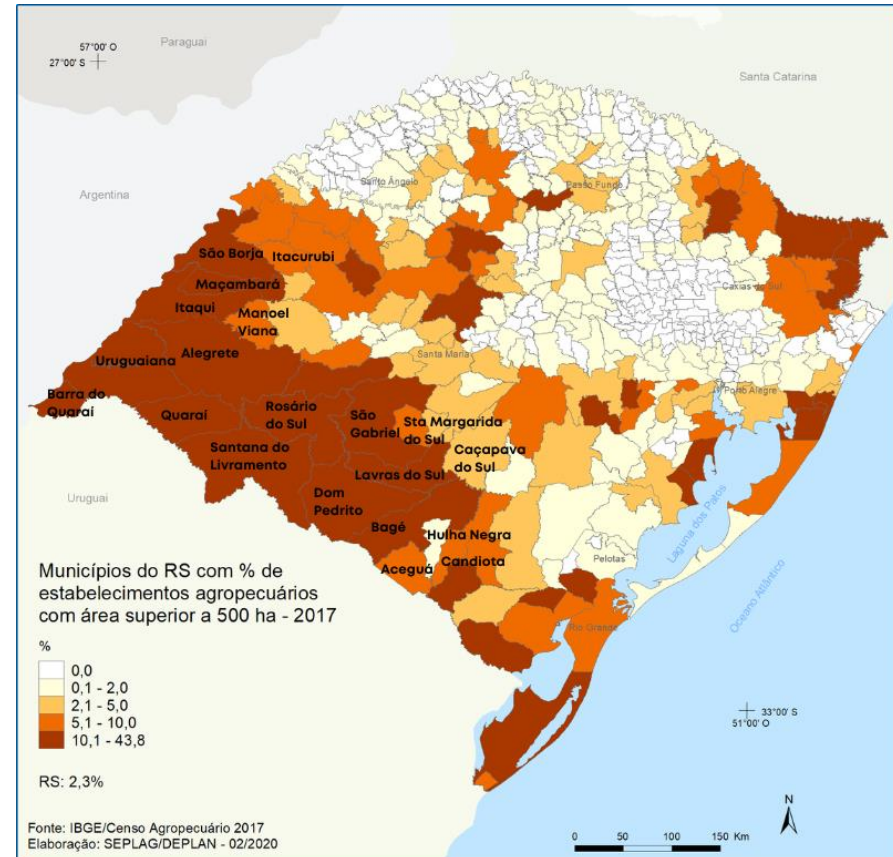 Paraguai
57°00' O
27°00' S
Santa Catarina
Argentina
Santo Ângelo
Passo Fundo
São Borja
Itacurubi
Maçambará
Caxias do Sul
Itaqui
Manoel
Viana
Santa Maria
Uruguaiana
Alegrete
Porto Alegre
Barra do
Quaraí
Quaraí
Rosário
do Sul
São
Gabriel
Sta Margarida
do Sul
Caçapava
do Sul
Santana do
Livramento
Lavras do Sul
Uruguai
Dom
Pedrito
Laguna dos Patos
Bagé
Hulha Negra
Pelotas
Aceguá
Candiota
Oceano Atlântico
Rio Grande
Municípios do RS com % de
estabelecimentos agropecuários
com área superior a 500 ha - 2017
%
0,0
0,1 - 2,0
2,1 - 5,0
5,1 - 10,0
10,1 - 43,8
RS: 2,3%
33°00' S
51°00' O
N
Fonte: IBGE/Censo Agropecuário 2017
Elaboração: SEPLAG/DEPLAN - 02/2020
0 50 100 150 Km